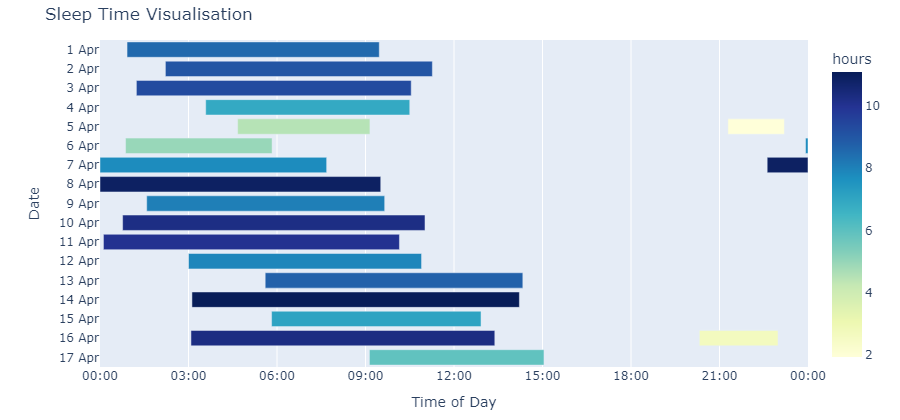 Sleep Time Visualisation
hours
1 Apr
2 Apr
3 Apr
4 Apr
5 Apr
6 Apr
7 Apr
8 Apr
9 Apr
10 Apr
11 Apr
12 Apr
13 Apr
14 Apr
15 Apr
16 Apr
17 Apr
Date
00:00 03:00 06:00 09:00 12:00 15:00 18:00 21:00 00:00
Time of Day
10
8
6
4
2